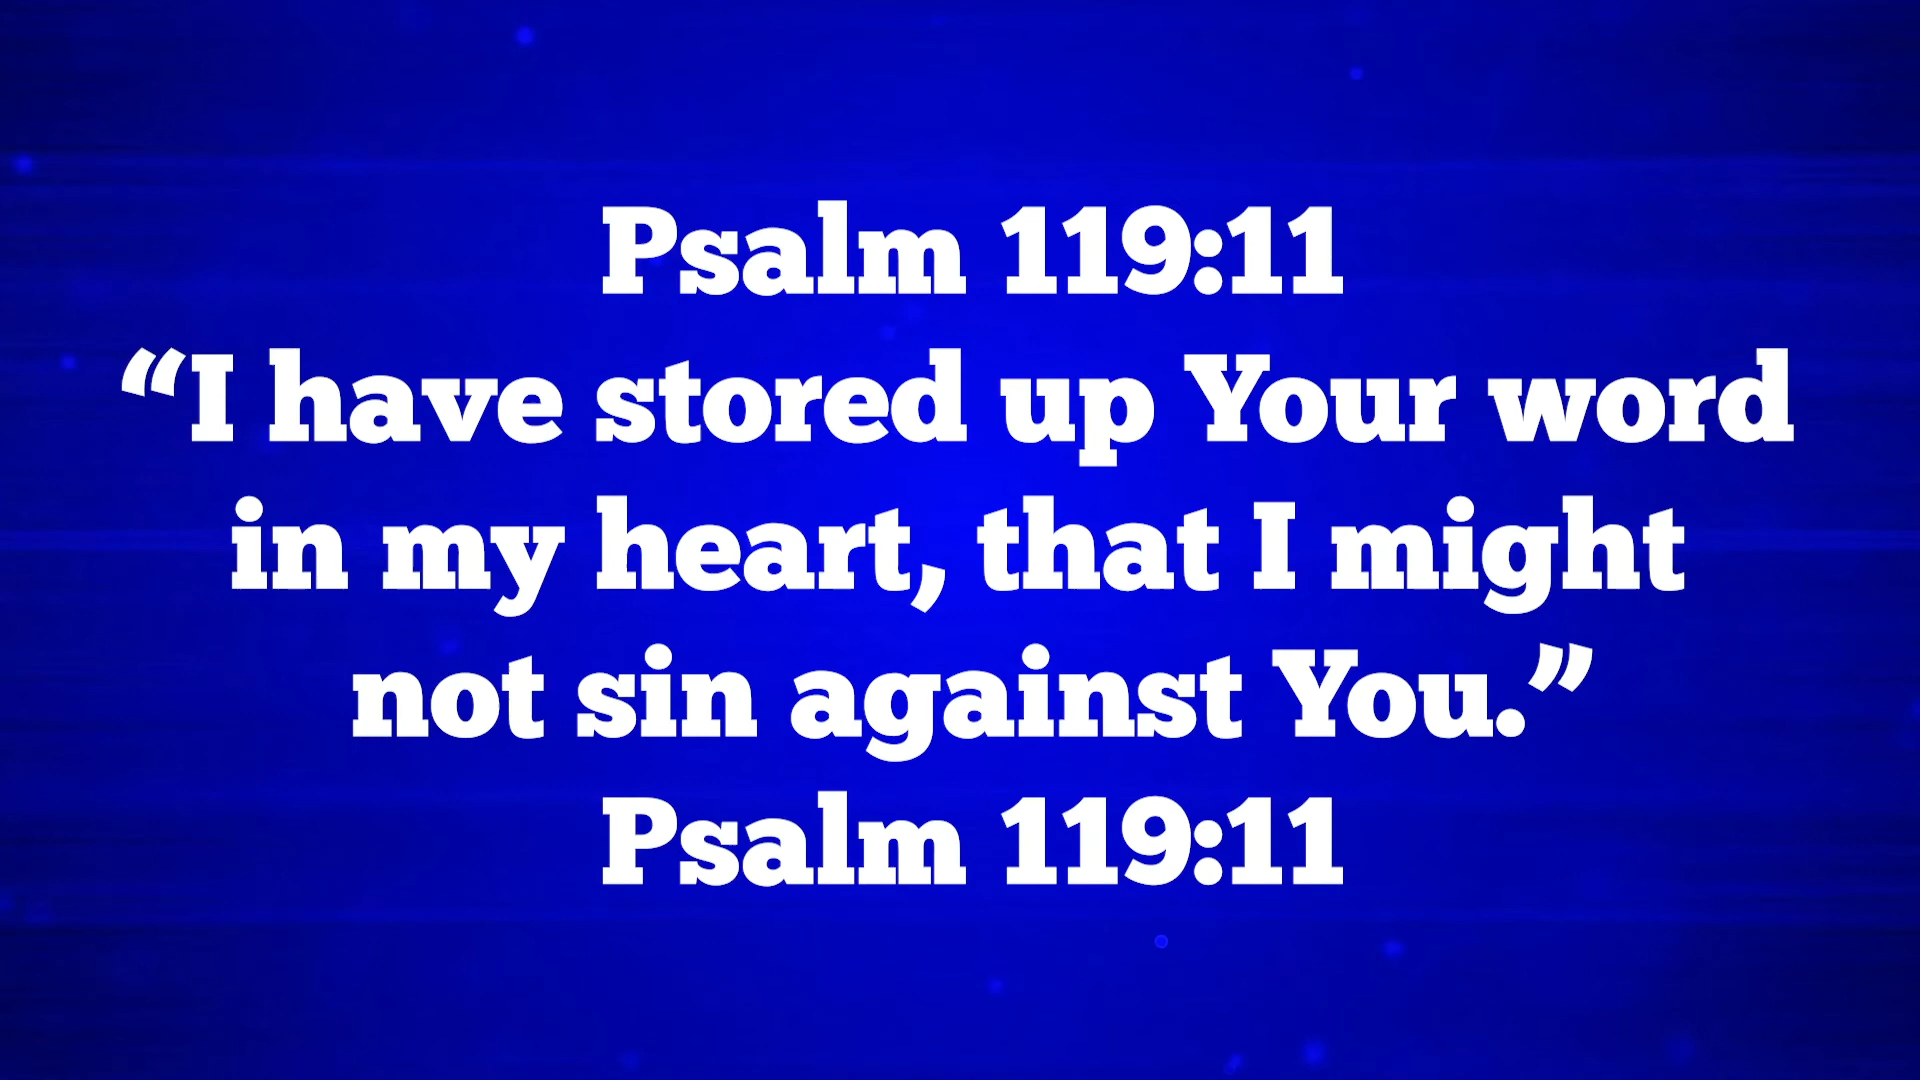 Psalm 119:11
“I have stored up Your word
in my heart, that I might
not sin against You.”
Psalm 119:11